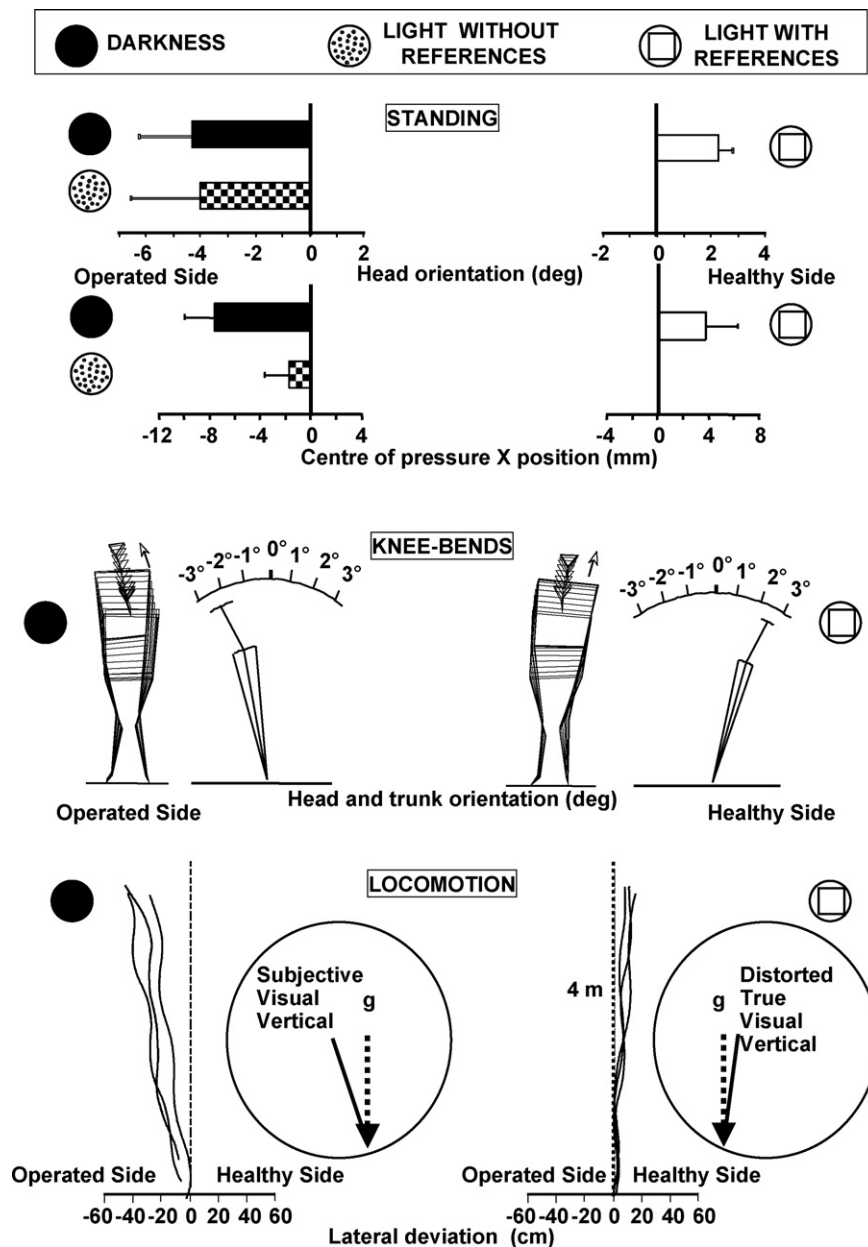 DARKNESS
LIGHT WITHOUT
REFERENCES
LIGHT WITH
REFERENCES
STANDING
-6 -4 -2 0 2
-2 0 2 4
Operated Side
Head orientation (deg)
Healthy Side
-12 -8 -4 0 4
-4 0 4 8
Centre of pressure X position (mm)
KNEE-BENDS
-3° -2° -1° 0° 1° 2° 3°
-3° -2° -1° 0° 1° 2° 3°
Head and trunk orientation (deg)
Operated Side
Healthy Side
LOCOMOTION
Subjective
Visual
Vertical
g
4 m
g
Distorted
True
Visual
Vertical
Operated Side
Healthy Side
Operated Side
Healthy Side
-60 -40 -20 0 20 40 60
-60 -40 -20 0 20 40 60
Lateral deviation (cm)